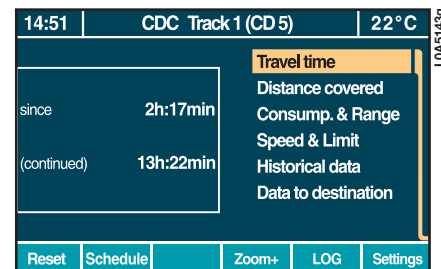 14:51 CDC Track 1 (CD 5) 22°C
Travel time
Distance covered
since 2h:17min
Consump. & Range
Speed & Limit
(continued) 13h:22min
Historical data
Data to destination
Reset Schedule Zoom+ LOG Settings
L0A5143g